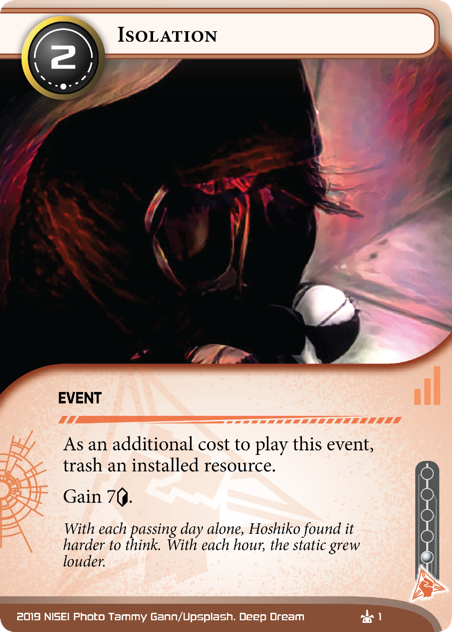 Isolation
2
EVENT
As an additional cost to play this event,
trash an installed resource.
Gain 7.
With each passing day alone, Hoshiko found it
harder to think. With each hour, the static grew
louder.
2019 NISEI Photo Tammy Gann/Upsplash. Deep Dream
1